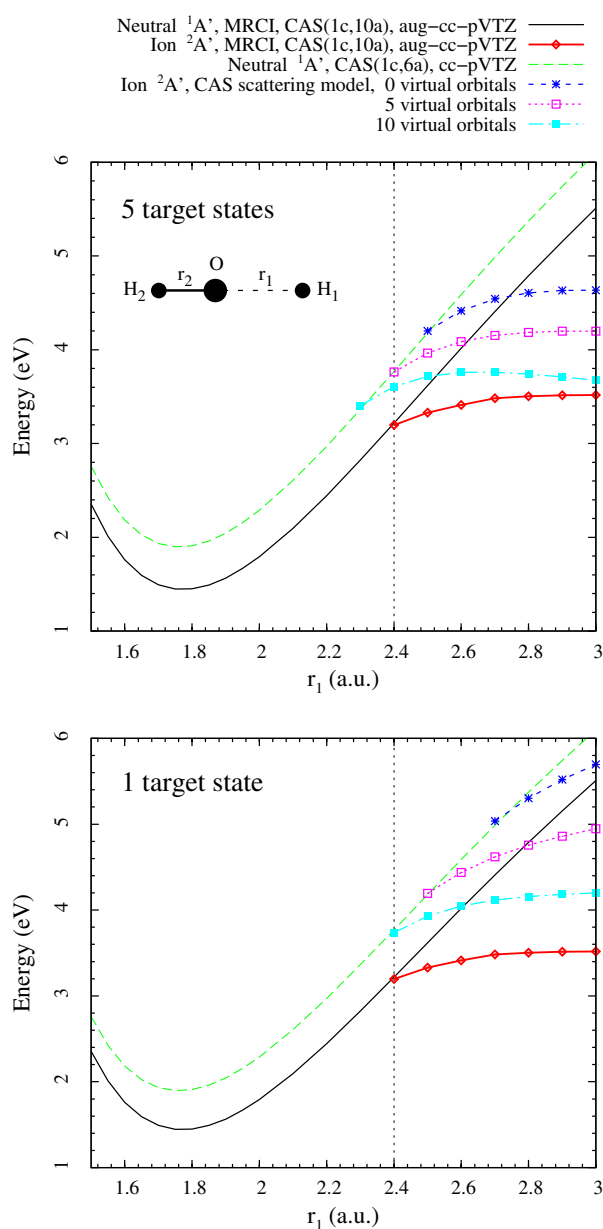 Neutral ¹A’, MRCI, CAS(1c,10a), aug−cc−pVTZ
Ion ²A’, MRCI, CAS(1c,10a), aug−cc−pVTZ
Neutral ¹A’, CAS(1c,6a), cc−pVTZ
Ion ²A’, CAS scattering model, 0 virtual orbitals
5 virtual orbitals
10 virtual orbitals
6
5 target states
O
r₂ r₁
H₂ H₁
5
4
3
2
1
Energy (eV)
1.6 1.8 2 2.2 2.4 2.6 2.8 3
r₁ (a.u.)
6
1 target state
5
4
3
2
1
Energy (eV)
1.6 1.8 2 2.2 2.4 2.6 2.8 3
r₁ (a.u.)